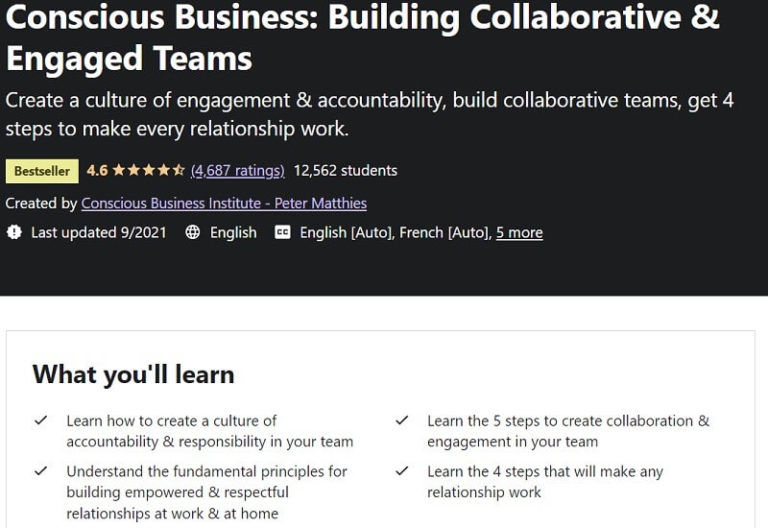 Conscious Business: Building Collaborative &
Engaged Teams
Create a culture of engagement & accountability, build collaborative teams, get 4
steps to make every relationship work.
Bestseller 4.6 (4,687 ratings) 12,562 students
Created by Conscious Business Institute - Peter Matthies
Last updated 9/2021 English CC English [Auto], French [Auto], 5 more
What you'll learn
Learn how to create a culture of
accountability & responsibility in your team
Understand the fundamental principles for
building empowered & respectful
relationships at work & at home
Learn the 5 steps to create collaboration &
engagement in your team
Learn the 4 steps that will make any
relationship work